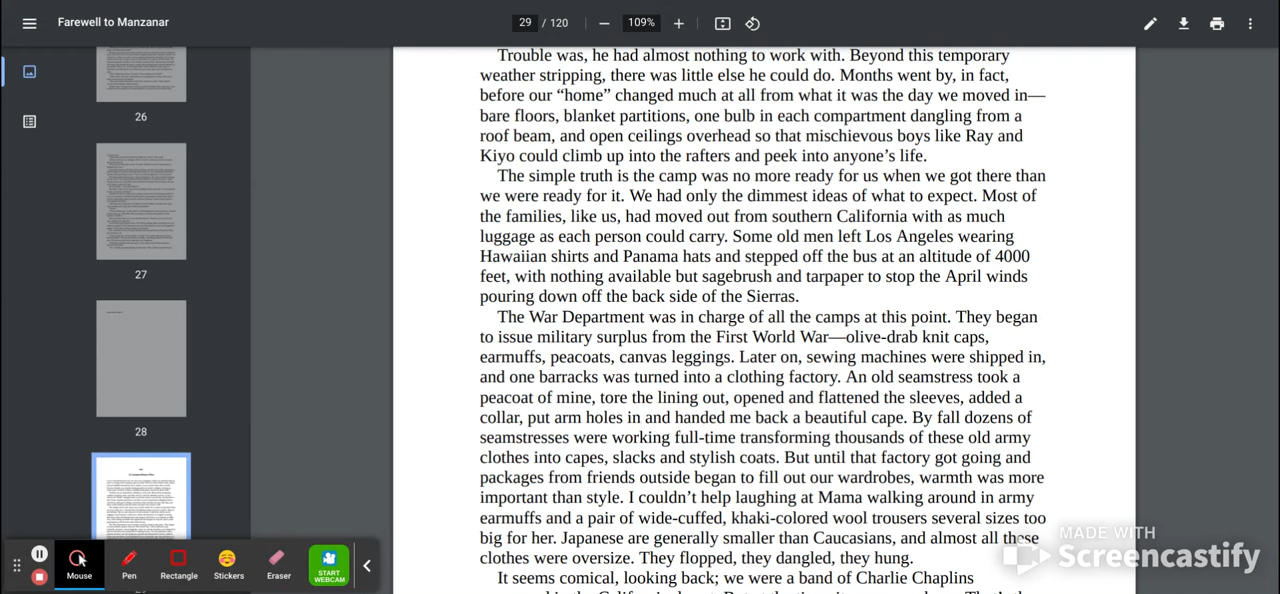 Farewell to Manzanar
29 / 120
109%
26
27
28
Trouble was, he had almost nothing to work with. Beyond this temporary
weather stripping, there was little else he could do. Months went by, in fact,
before our “home” changed much at all from what it was the day we moved in—
bare floors, blanket partitions, one bulb in each compartment dangling from a
roof beam, and open ceilings overhead so that mischievous boys like Ray and
Kiyo could climb up into the rafters and peek into anyone’s life.
The simple truth is the camp was no more ready for us when we got there than
we were ready for it. We had only the dimmest ideas of what to expect. Most of
the families, like us, had moved out from southern California with as much
luggage as each person could carry. Some old men left Los Angeles wearing
Hawaiian shirts and Panama hats and stepped off the bus at an altitude of 4000
feet, with nothing available but sagebrush and tarpaper to stop the April winds
pouring down off the back side of the Sierras.
The War Department was in charge of all the camps at this point. They began
to issue military surplus from the First World War—olive-drab knit caps,
earmuffs, peacoats, canvas leggings. Later on, sewing machines were shipped in,
and one barracks was turned into a clothing factory. An old seamstress took a
peacoat of mine, tore the lining out, opened and flattened the sleeves, added a
collar, put arm holes in and handed me back a beautiful cape. By fall dozens of
seamstresses were working full-time transforming thousands of these old army
clothes into capes, slacks and stylish coats. But until that factory got going and
packages from friends outside began to fill out our wardrobes, warmth was more
important than style. I couldn’t help laughing at Mama walking around in army
earmuffs and a pair of wide-cuffed, khaki-colored wool trousers several sizes too
big for her. Japanese are generally smaller than Caucasians, and almost all these
clothes were oversize. They flopped, they dangled, they hung.
It seems comical, looking back; we were a band of Charlie Chaplins
Mouse
Pen
Rectangle
Stickers
Eraser
START
WEBCAM
MADE WITH
Screencastify